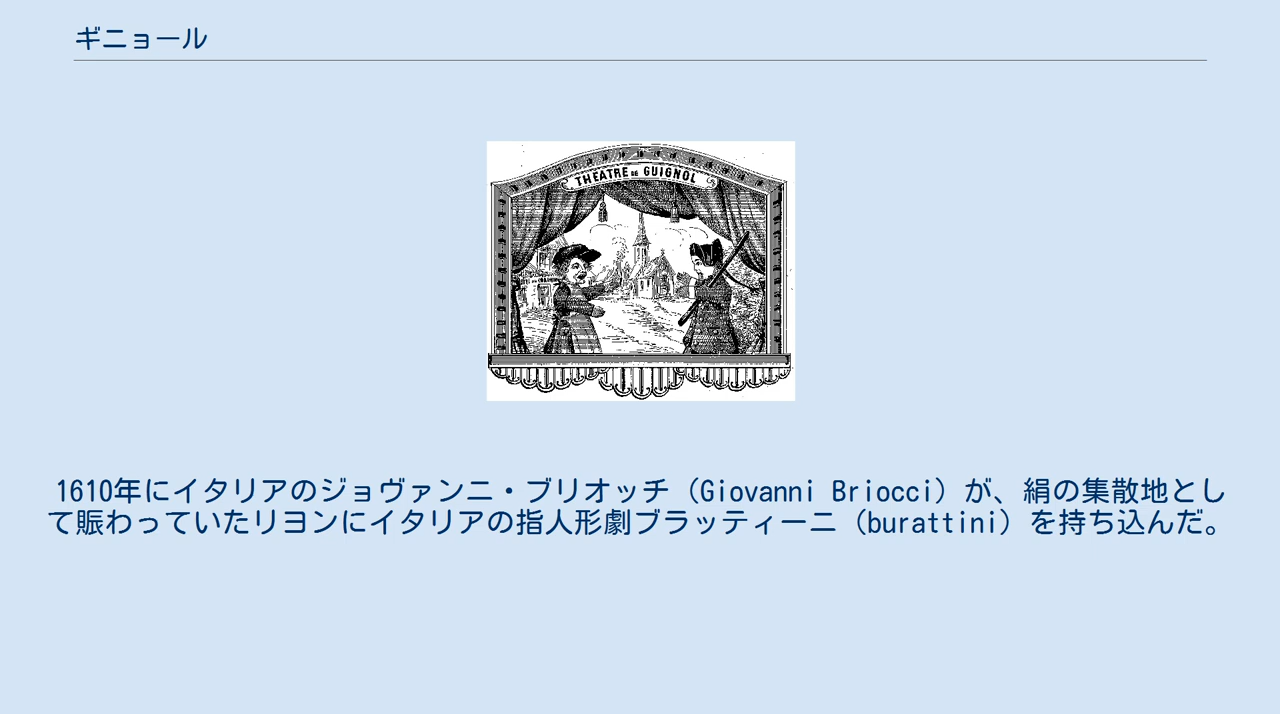 ギニョール
THÉATRE DE GUIGNOL
1610年にイタリアのジョヴァンニ・ブリオッチ（Giovanni Briocci）が、絹の集散地とし
て賑わっていたリヨンにイタリアの指人形劇ブラッティーニ（burattini）を持ち込んだ。